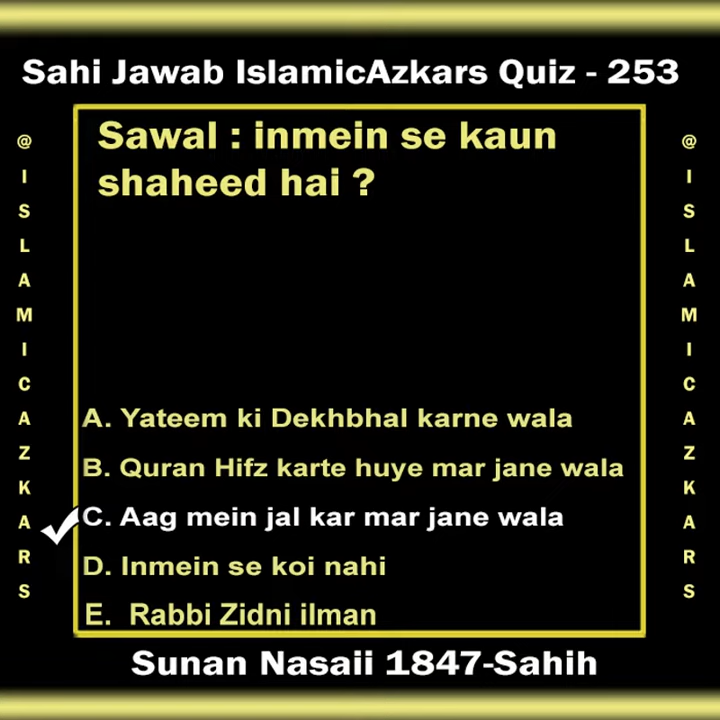 Sahi Jawab IslamicAzkars Quiz - 253
@ISLAMICAZKARS
Sawal : inmein se kaun
shaheed hai ?
A. Yateem ki Dekhbhal karne wala
B. Quran Hifz karte huye mar jane wala
C. Aag mein jal kar mar jane wala
D. Inmein se koi nahi
E. Rabbi Zidni ilman
@ISLAMICAZKARS
Sunan Nasaii 1847-Sahih